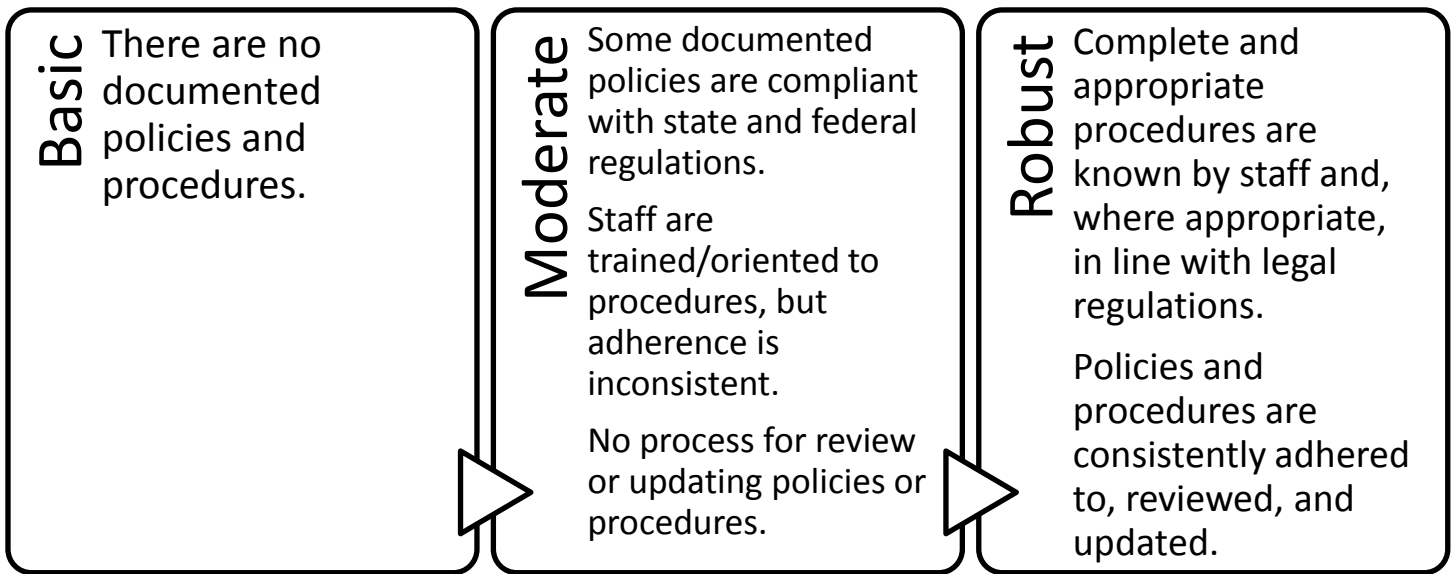 Basic
There are no
documented
policies and
procedures.
Moderate
Some documented
policies are compliant
with state and federal
regulations.
Staff are
trained/oriented to
procedures, but
adherence is
inconsistent.
No process for review
or updating policies or
procedures.
Robust
Complete and
appropriate
procedures are
known by staff and,
where appropriate,
in line with legal
regulations.
Policies and
procedures are
consistently adhered
to, reviewed, and
updated.